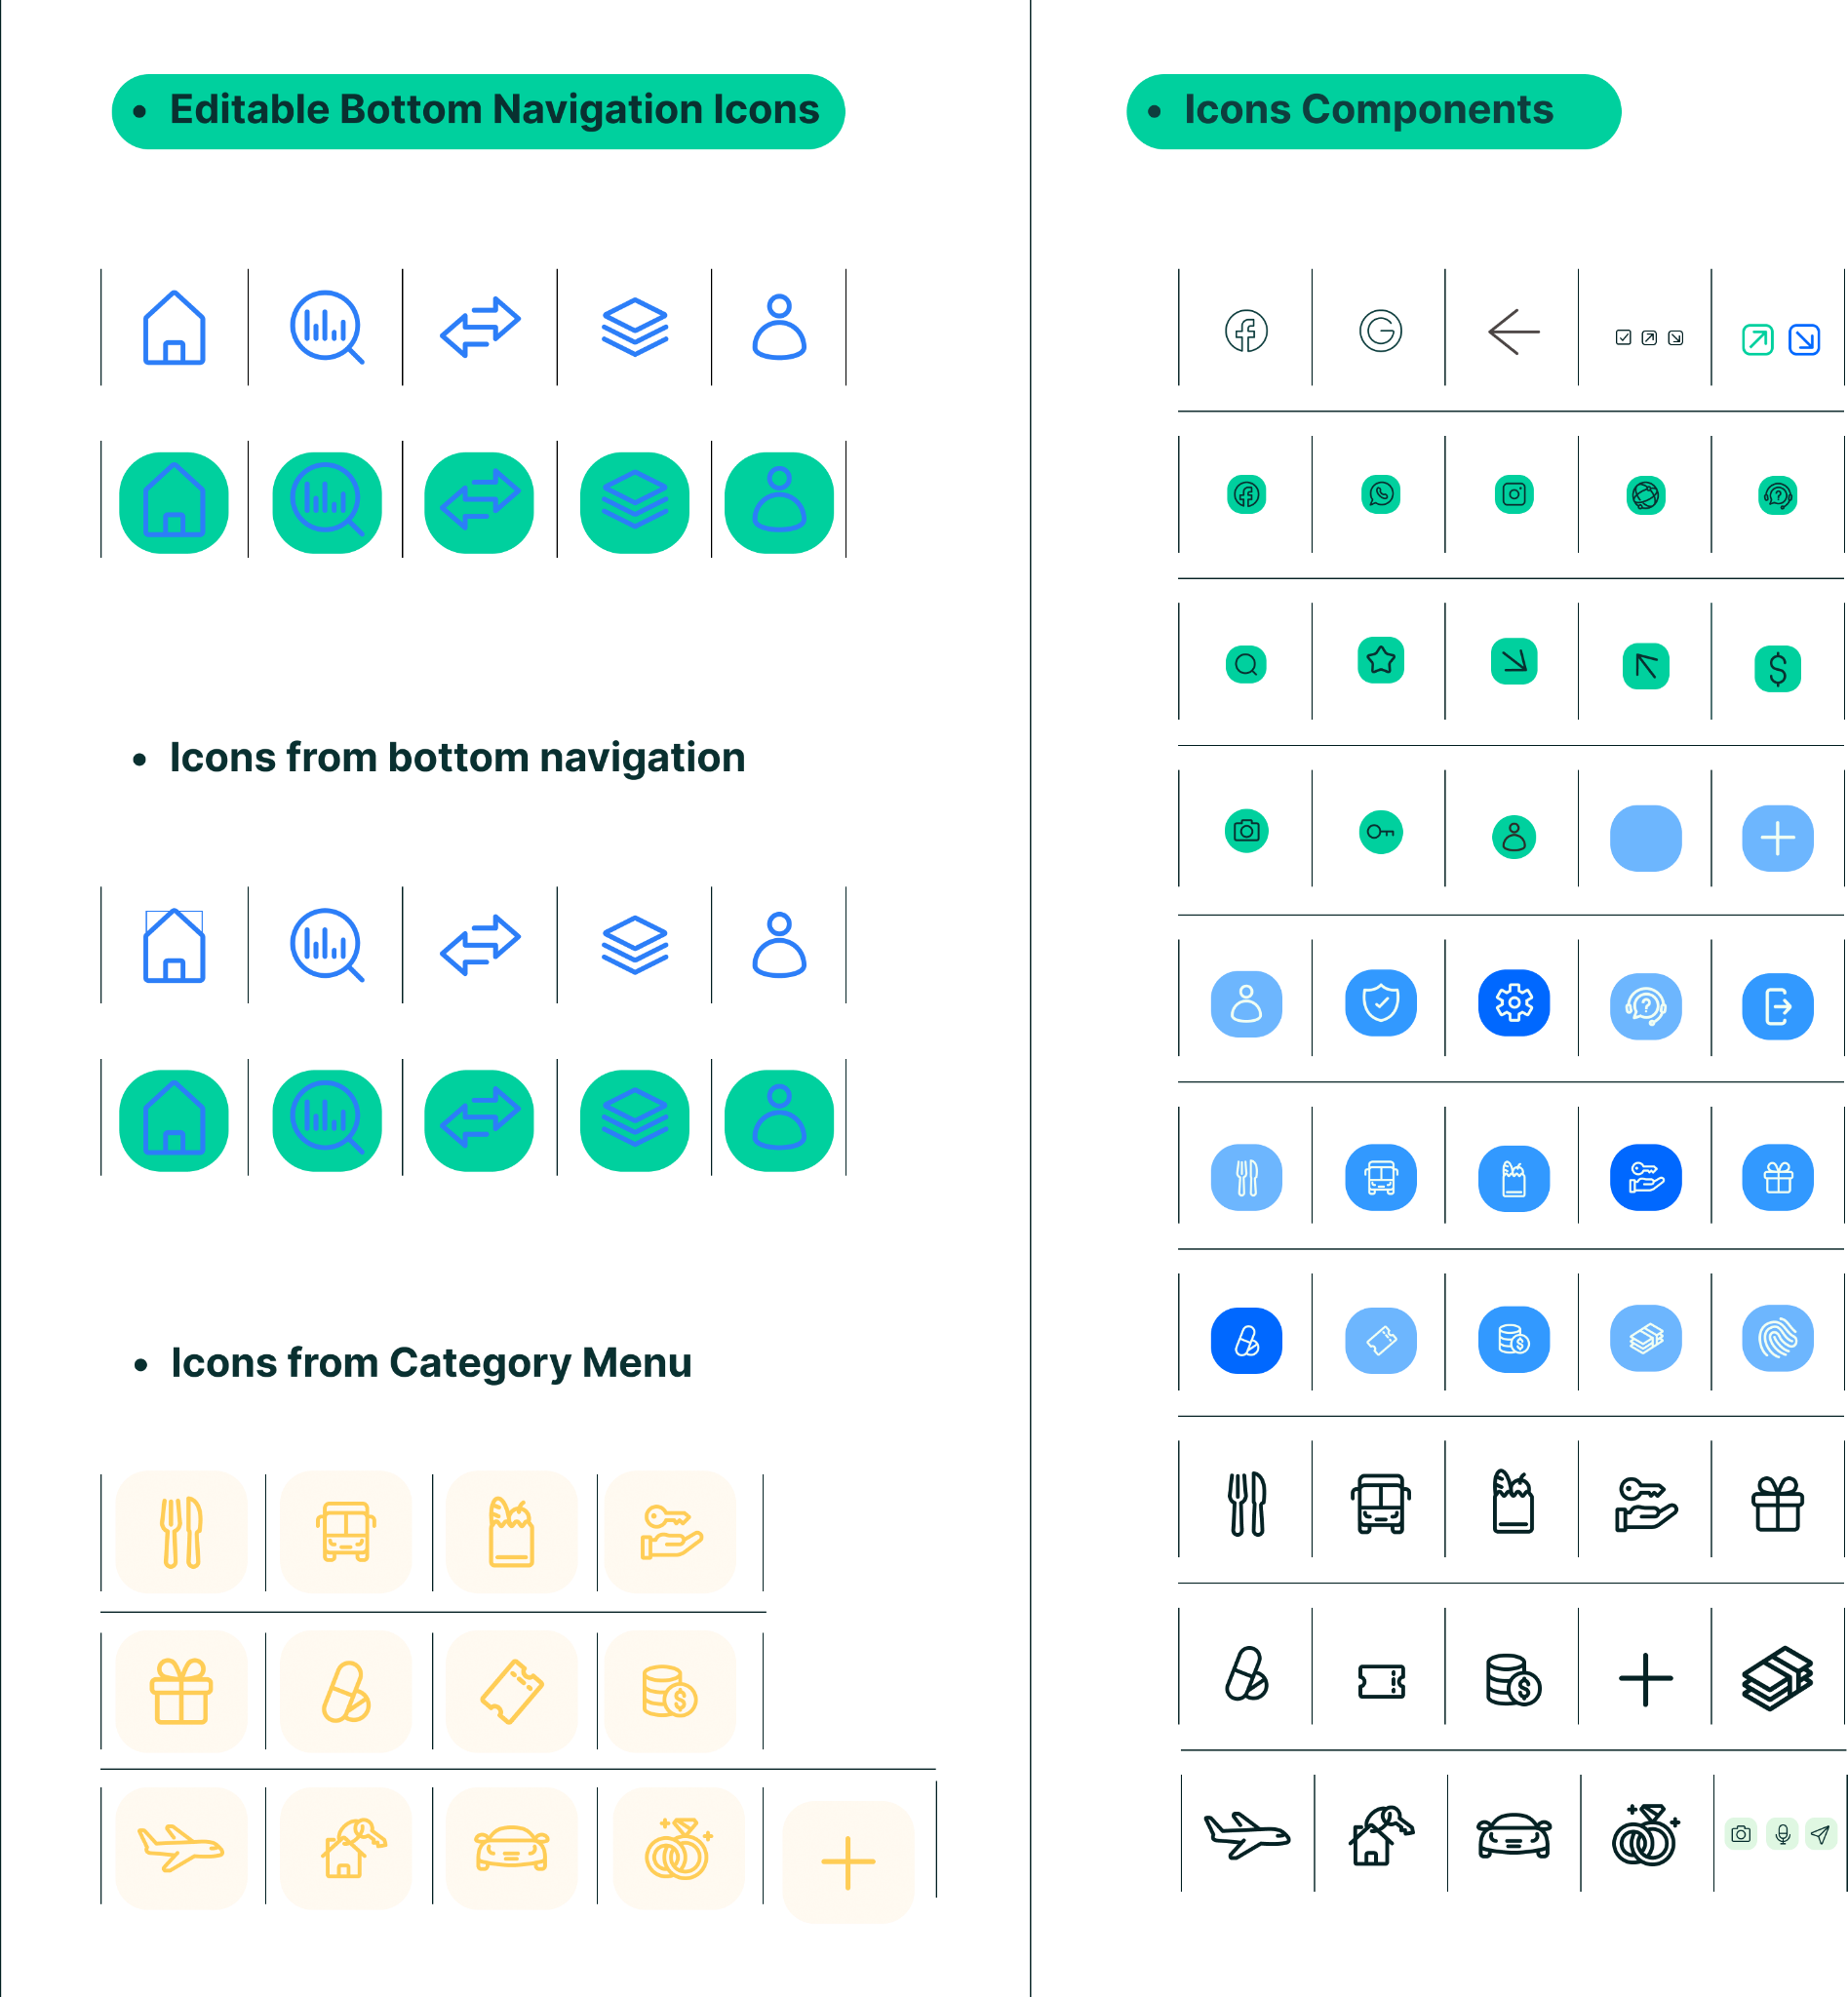 • Editable Bottom Navigation Icons
• Icons from bottom navigation
• Icons from Category Menu
• Icons Components